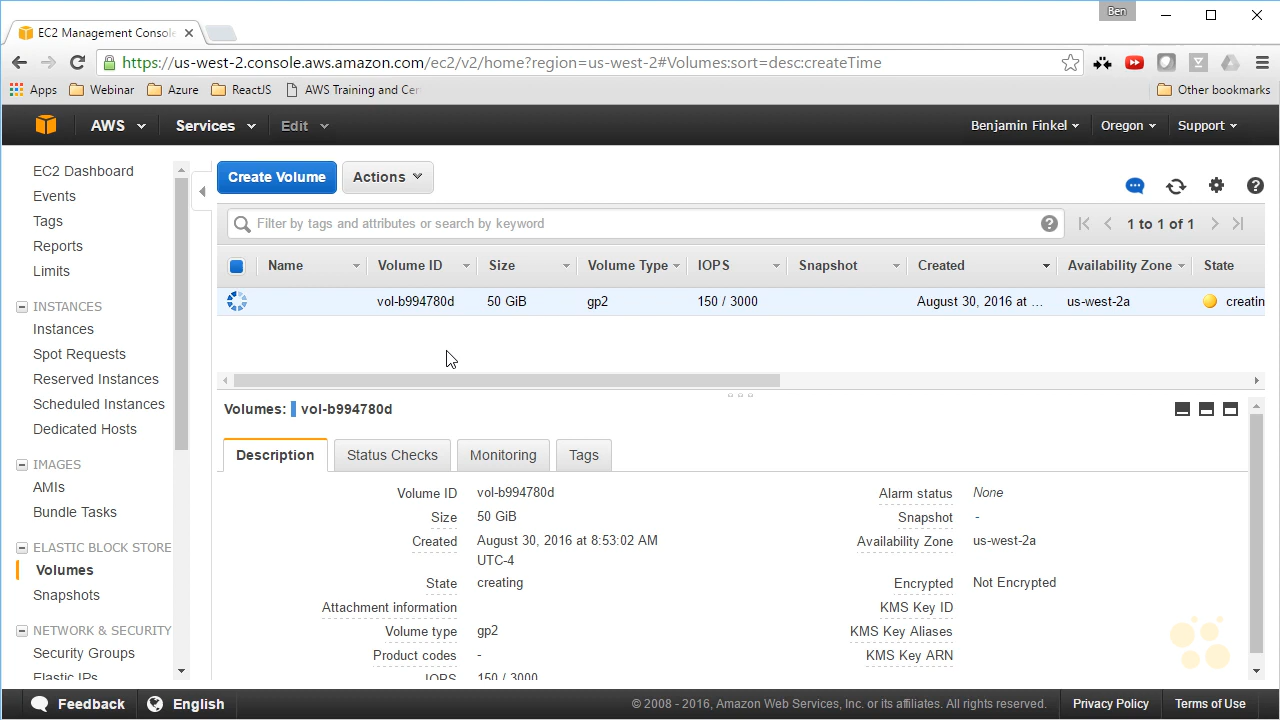 Ben
EC2 Management Console
https://us-west-2.console.aws.amazon.com/ec2/v2/home?region=us-west-2#Volumes:sort=desc:createTime
Apps Webinar Azure ReactJS AWS Training and Cer Other bookmarks
AWS Services Edit Benjamin Finkel Oregon Support
EC2 Dashboard
Events
Tags
Reports
Limits
INSTANCES
Instances
Spot Requests
Reserved Instances
Scheduled Instances
Dedicated Hosts
IMAGES
AMIs
Bundle Tasks
ELASTIC BLOCK STORE
Volumes
Snapshots
NETWORK & SECURITY
Security Groups
Elastic IPs
Create Volume Actions
Filter by tags and attributes or search by keyword 1 to 1 of 1
Name Volume ID Size Volume Type IOPS Snapshot Created Availability Zone State
vol-b994780d 50 GiB gp2 150 / 3000 August 30, 2016 at ... us-west-2a creatin
Volumes: vol-b994780d
Description Status Checks Monitoring Tags
Volume ID vol-b994780d Alarm status None
Size 50 GiB Snapshot -
Created August 30, 2016 at 8:53:02 AM Availability Zone us-west-2a
UTC-4
State creating Encrypted Not Encrypted
Attachment information KMS Key ID
Volume type gp2 KMS Key Aliases
Product codes - KMS Key ARN
IOPS 150 / 3000
Feedback English © 2008 - 2016, Amazon Web Services, Inc. or its affiliates. All rights reserved. Privacy Policy Terms of Use